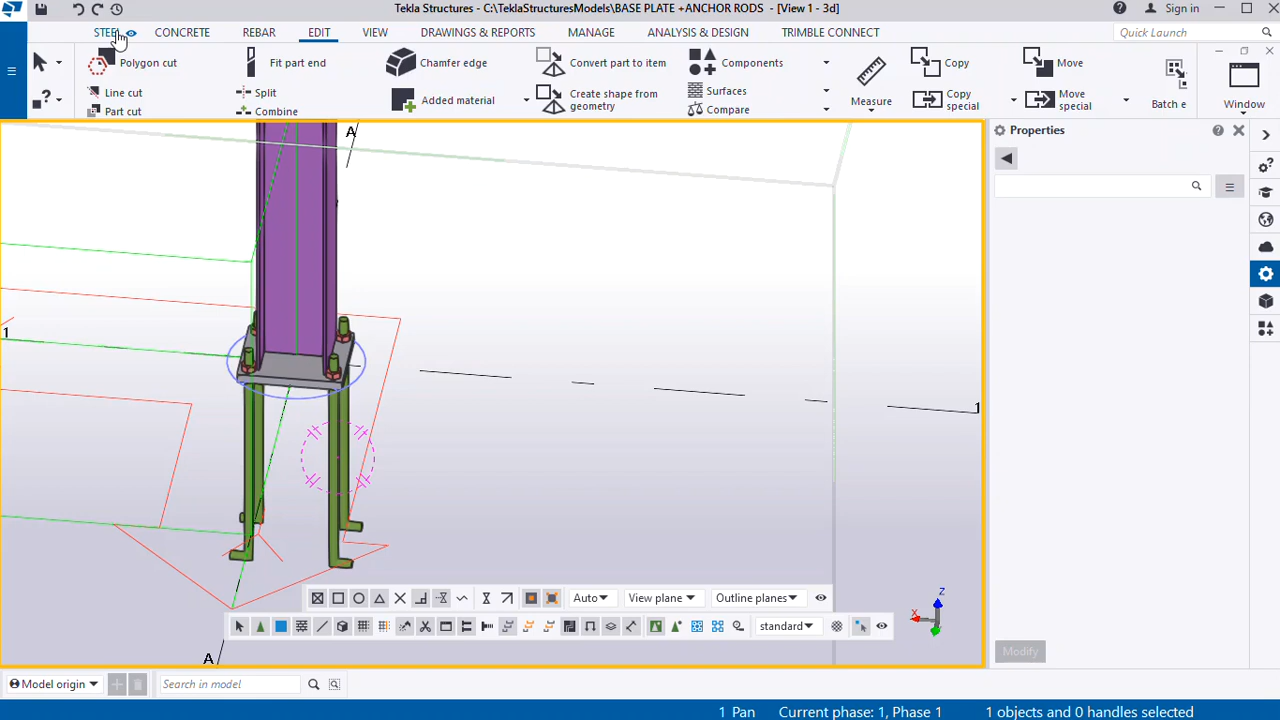 Tekla Structures - C:\TeklaStructuresModels\BASE PLATE +ANCHOR RODS - [View 1 - 3d]
Sign in
STEEL CONCRETE REBAR EDIT VIEW DRAWINGS & REPORTS MANAGE ANALYSIS & DESIGN TRIMBLE CONNECT
Quick Launch
Polygon cut
Line cut
Part cut
Fit part end
Split
Combine
Chamfer edge
Added material
Convert part to item
Create shape from geometry
Components
Surfaces
Compare
Measure
Copy
Copy special
Move
Move special
Batch e
Window
A
Properties
1
1
A
Auto
View plane
Outline planes
standard
Z
X
Modify
Model origin
Search in model
1 Pan
Current phase: 1, Phase 1
1 objects and 0 handles selected